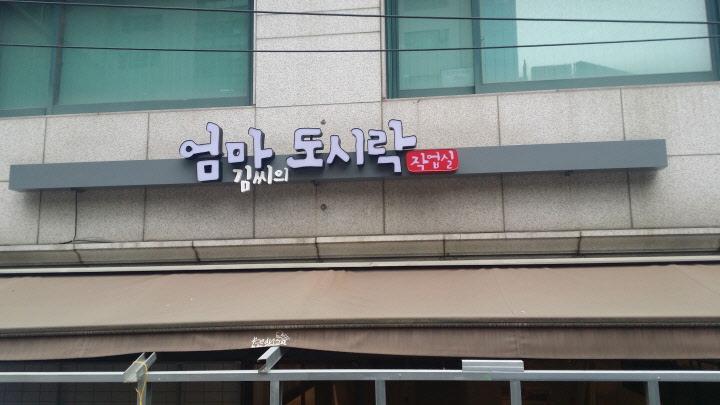 엄마 도시락 작업실
김씨의